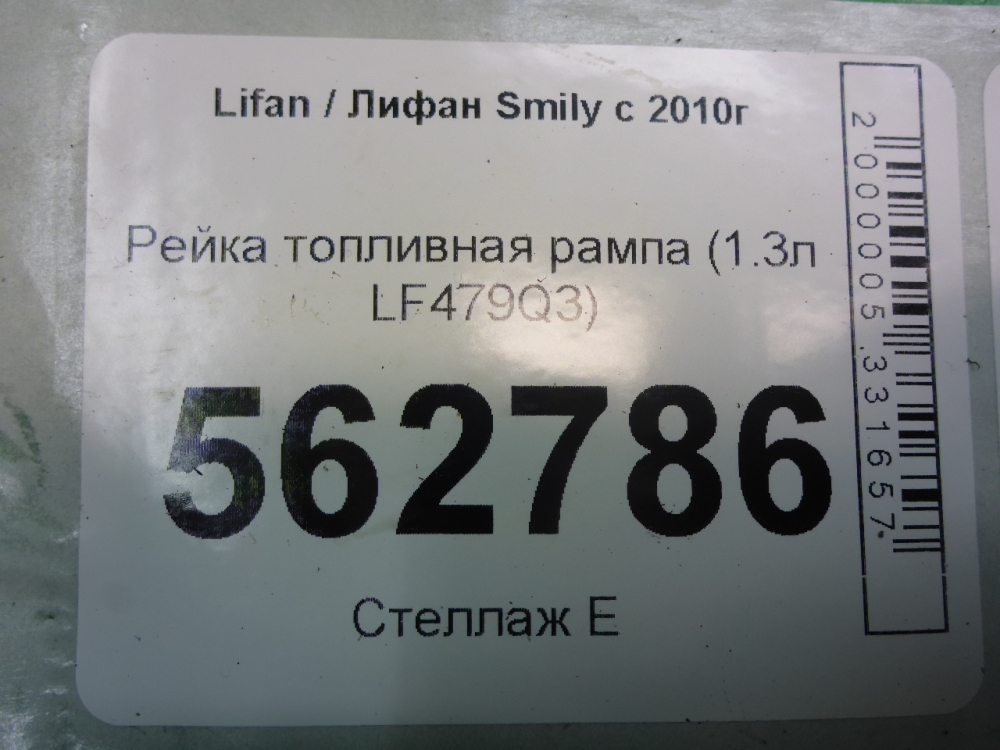 Lifan / Лифан Smily с 2010г
Рейка топливная рампа (1.3л
LF479Q3)
562786
Стеллаж Е
2000005331657